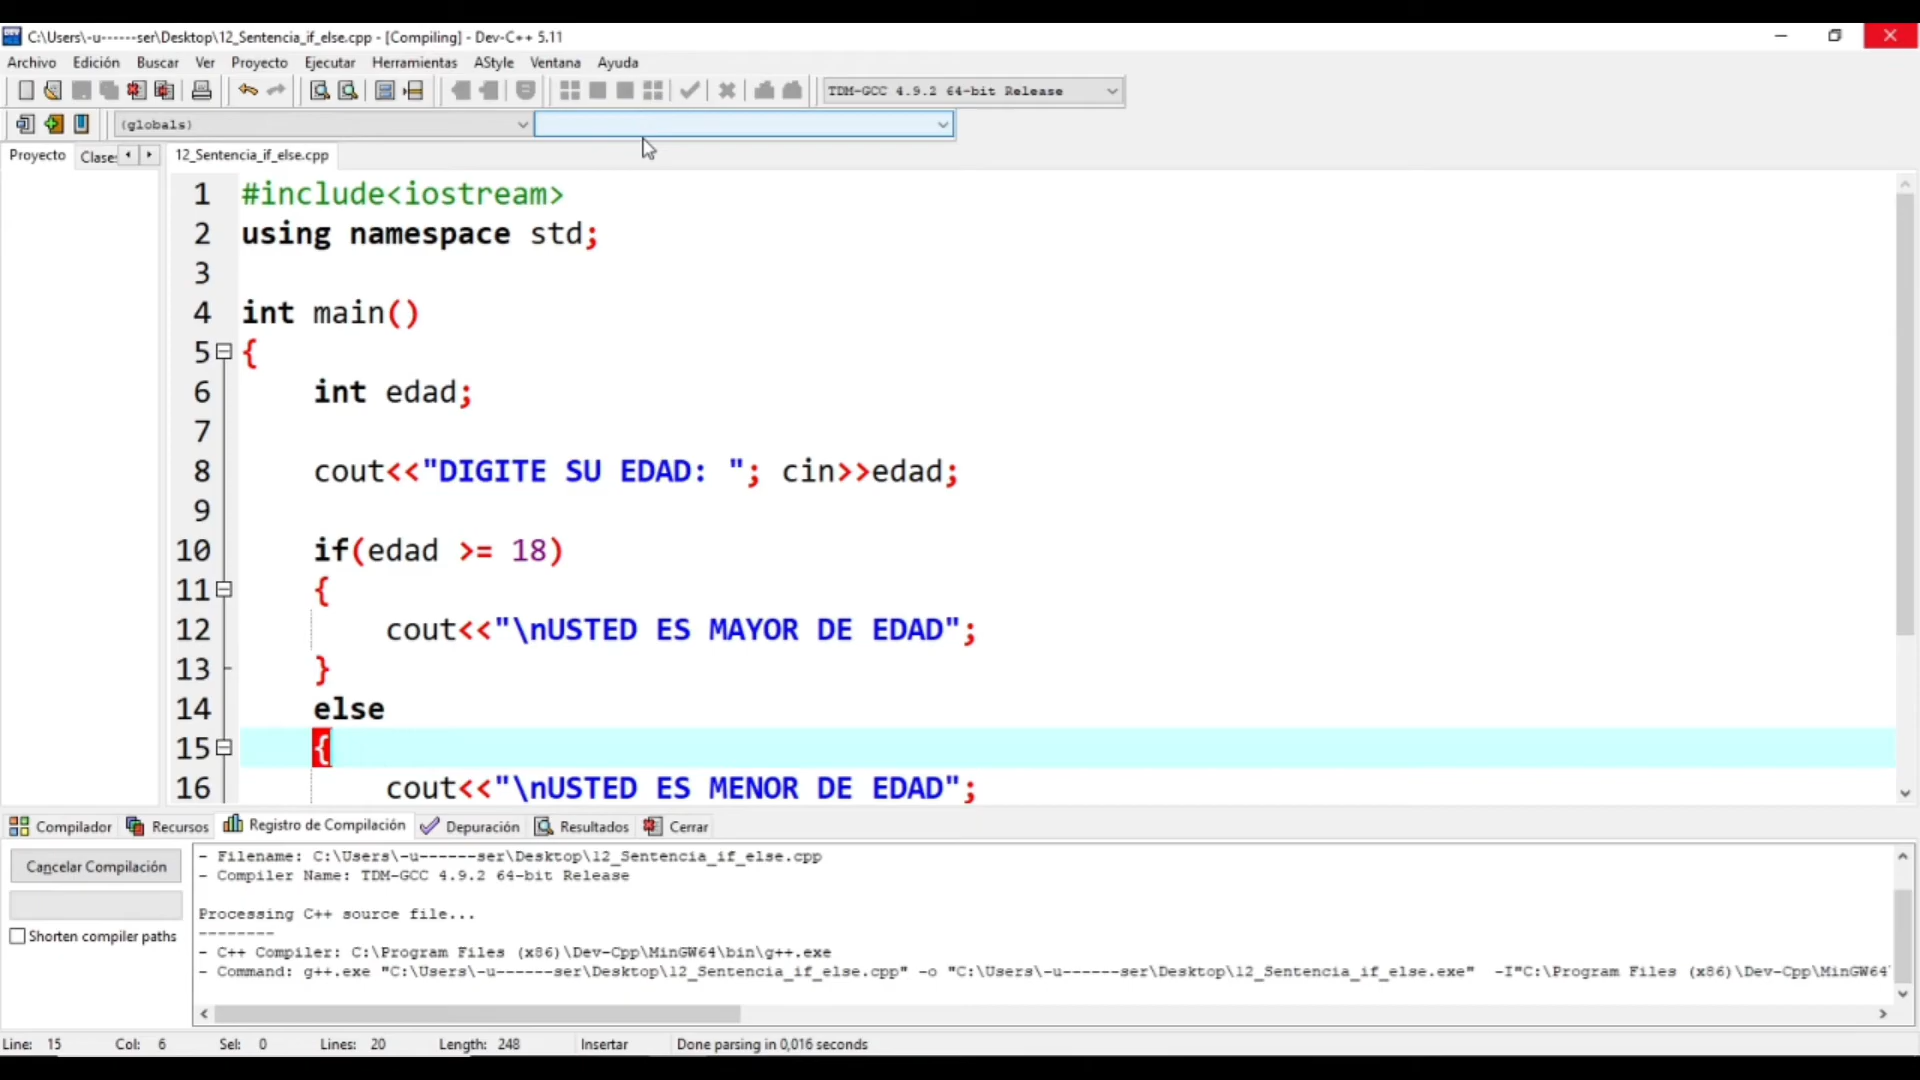 C:\Users\-u------ser\Desktop\12_Sentencia_if_else.cpp - [Compiling] - Dev-C++ 5.11
Archivo Edición Buscar Ver Proyecto Ejecutar Herramientas AStyle Ventana Ayuda
TDM-GCC 4.9.2 64-bit Release
(globals)
Proyecto Clases 12_Sentencia_if_else.cpp
1 #include<iostream>
2 using namespace std;
3
4 int main()
5 {
6 int edad;
7
8 cout<<"DIGITE SU EDAD: "; cin>>edad;
9
10 if(edad >= 18)
11 {
12 cout<<"\nUSTED ES MAYOR DE EDAD";
13 }
14 else
15 {
16 cout<<"\nUSTED ES MENOR DE EDAD";
Compilador Recursos Registro de Compilación Depuración Resultados Cerrar
Cancelar Compilación
Shorten compiler paths
- Filename: C:\Users\-u------ser\Desktop\12_Sentencia_if_else.cpp
- Compiler Name: TDM-GCC 4.9.2 64-bit Release
Processing C++ source file...
--------
- C++ Compiler: C:\Program Files (x86)\Dev-Cpp\MinGW64\bin\g++.exe
- Command: g++.exe "C:\Users\-u------ser\Desktop\12_Sentencia_if_else.cpp" -o "C:\Users\-u------ser\Desktop\12_Sentencia_if_else.exe" -I"C:\Program Files (x86)\Dev-Cpp\MinGW64
Line: 15 Col: 6 Sel: 0 Lines: 20 Length: 248 Insertar Done parsing in 0,016 seconds